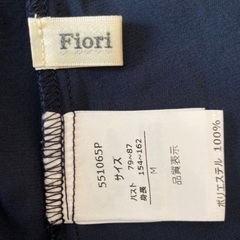 Fiori
551065P
サイズ
バスト 79~87
身長 154~162
M
品質表示
ポリエステル 100%